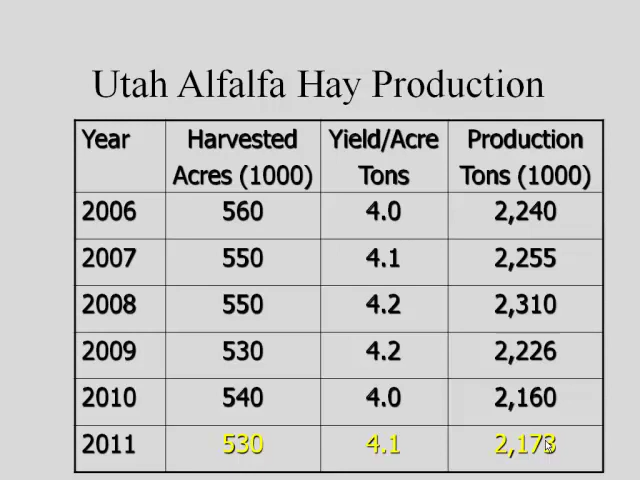 Utah Alfalfa Hay Production
Year Harvested Acres (1000) Yield/Acre Tons Production Tons (1000)
2006 560 4.0 2,240
2007 550 4.1 2,255
2008 550 4.2 2,310
2009 530 4.2 2,226
2010 540 4.0 2,160
2011 530 4.1 2,173